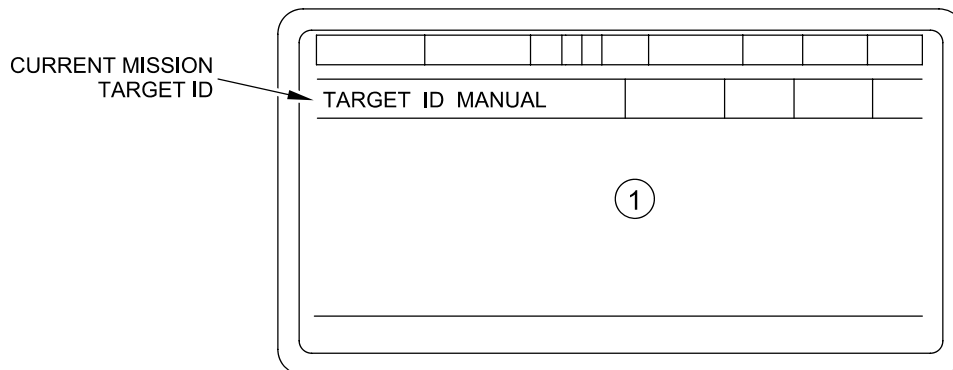 CURRENT MISSION
TARGET ID
TARGET ID MANUAL
1